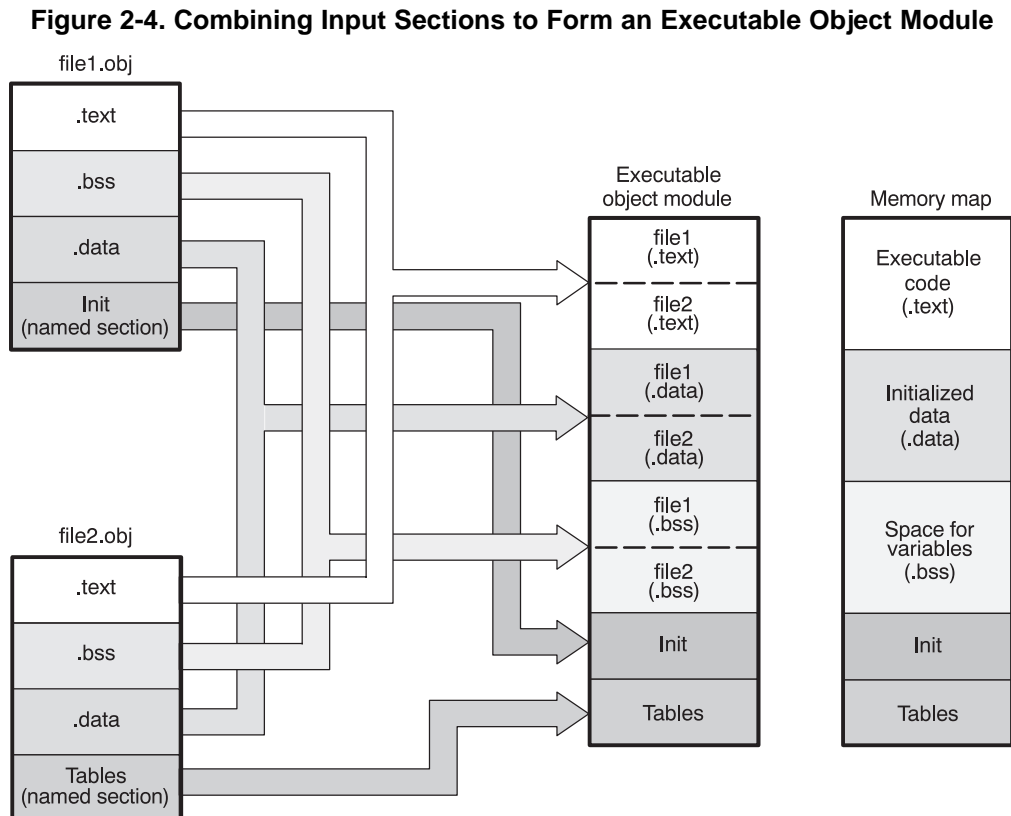 Figure 2-4. Combining Input Sections to Form an Executable Object Module
file1.obj
.text
.bss
.data
Init
(named section)
file2.obj
.text
.bss
.data
Tables
(named section)
Executable
object module
file1
(.text)
file2
(.text)
file1
(.data)
file2
(.data)
file1
(.bss)
file2
(.bss)
Init
Tables
Memory map
Executable
code
(.text)
Initialized
data
(.data)
Space for
variables
(.bss)
Init
Tables